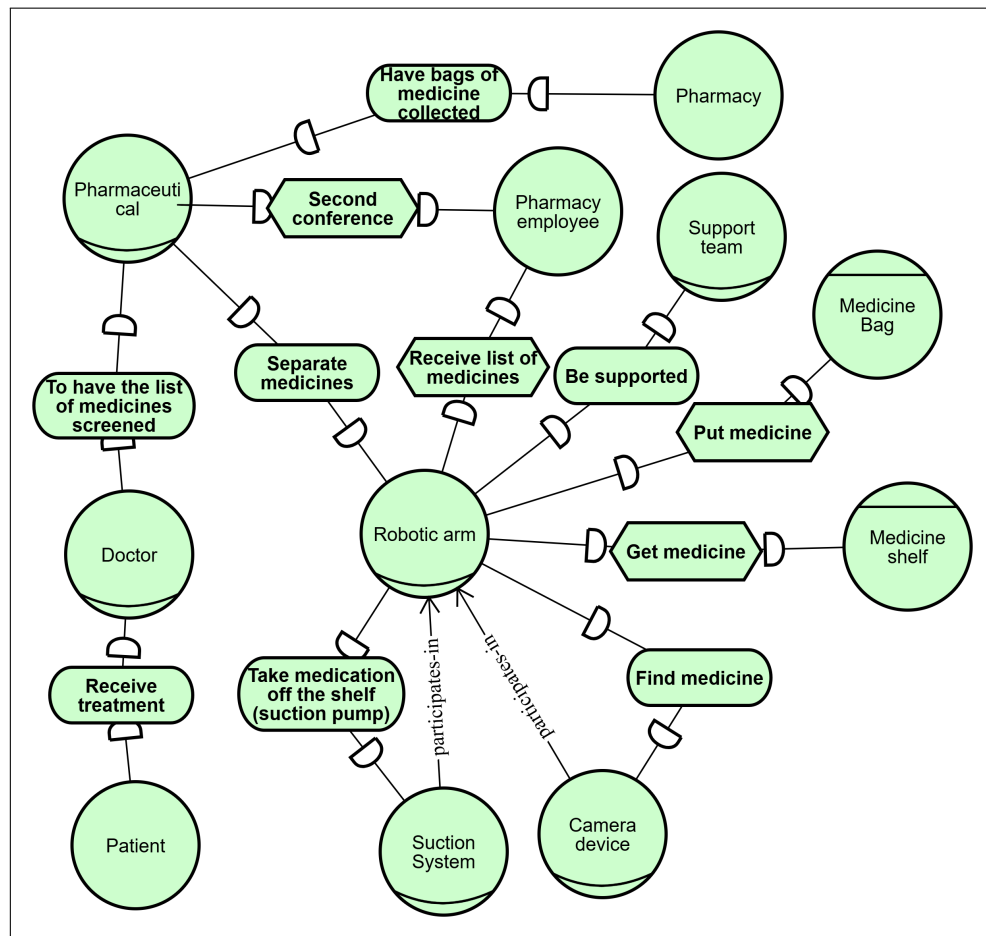 Have bags of
medicine
collected
Pharmacy
Pharmaceuti
cal
Second
conference
Pharmacy
employee
Support
team
Medicine
Bag
Separate
medicines
Receive list of
medicines
Be supported
To have the list
of medicines
screened
Put medicine
Robotic arm
Doctor
Get medicine
Medicine
shelf
Receive
treatment
Take medication
off the shelf
(suction pump)
participates-in
participates-in
Find medicine
Patient
Suction
System
Camera
device